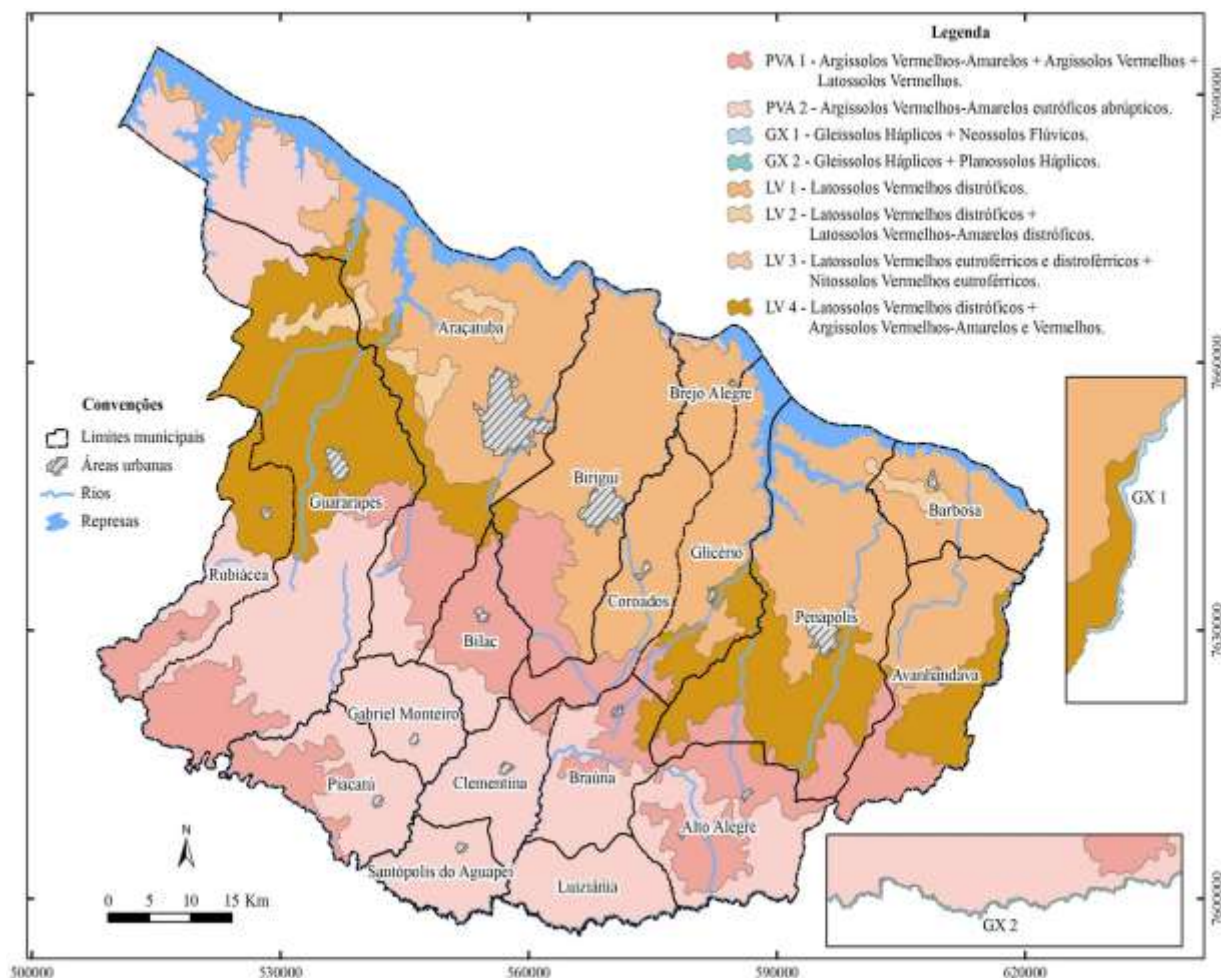 Legenda
PVA 1 - Argissolos Vermelhos-Amarelos + Argissolos Vermelhos +
Latossolos Vermelhos.
PVA 2 - Argissolos Vermelhos-Amarelos eutróficos abrúpticos.
GX 1 - Gleissolos Háplicos + Neossolos Flúvicos.
GX 2 - Gleissolos Háplicos + Planossolos Háplicos.
LV 1 - Latossolos Vermelhos distróficos.
LV 2 - Latossolos Vermelhos distróficos +
Latossolos Vermelhos-Amarelos distróficos.
LV 3 - Latossolos Vermelhos eutroférricos e distroférricos +
Nitossolos Vermelhos eutroférricos.
LV 4 - Latossolos Vermelhos distróficos +
Argissolos Vermelhos-Amarelos e Vermelhos.
7690000
Araçatuba
7660000
Brejo Alegre
Convenções
Limites municipais
Áreas urbanas
Rios
Represas
Birigui
Guararapes
Barbosa
GX 1
Glicério
Rubiácea
Coroados
Penápolis
7630000
Bilac
Avanhandava
Gabriel Monteiro
Piacatú
Clementina
Braúna
Alto Alegre
N
Santópolis do Aguapeí
Luiziânia
0 5 10 15 Km
GX 2
7600000
500000 530000 560000 590000 620000